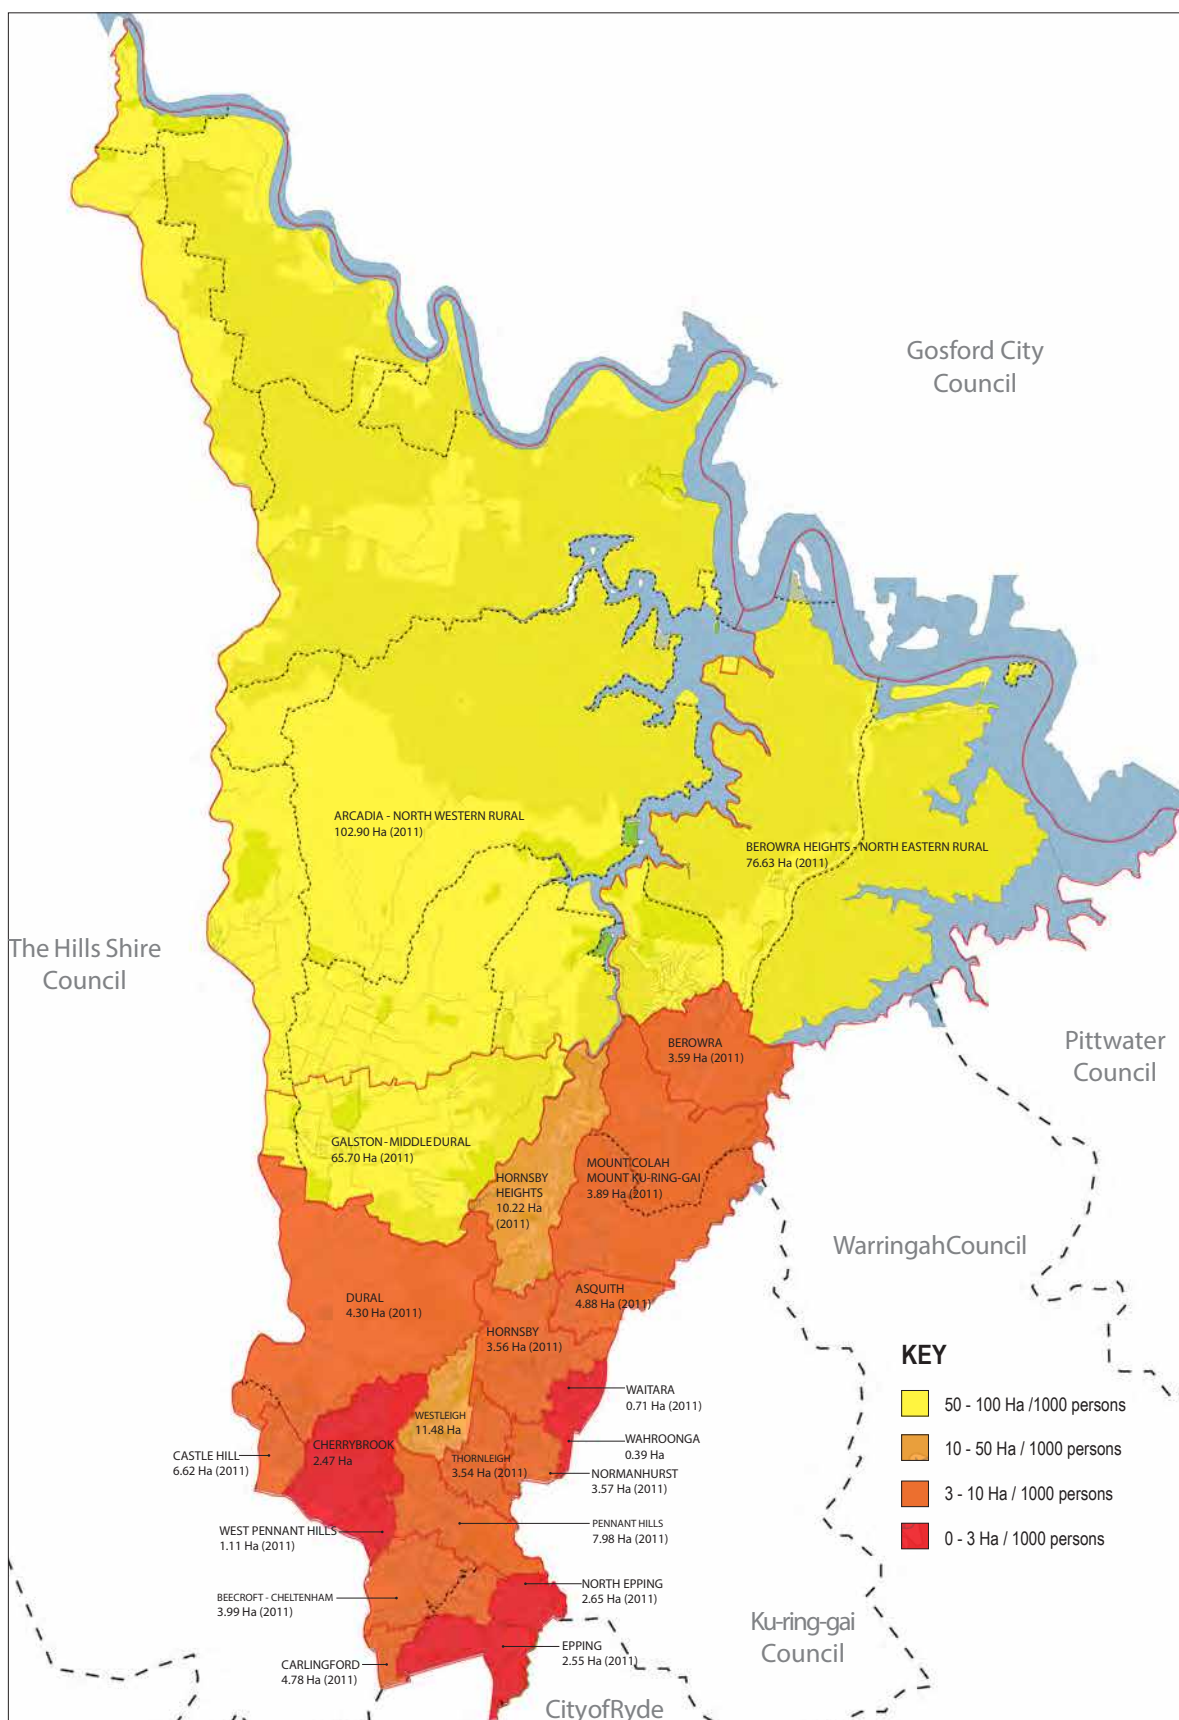 Gosford City
Council
ARCADIA - NORTH WESTERN RURAL
102.90 Ha (2011)
BEROWRA HEIGHTS - NORTH EASTERN RURAL
76.63 Ha (2011)
The Hills Shire
Council
Pittwater
Council
BEROWRA
3.59 Ha (2011)
GALSTON - MIDDLE DURAL
65.70 Ha (2011)
HORNSBY
HEIGHTS
10.22 Ha
(2011)
MOUNT COLAH
MOUNT KU-RING-GAI
3.89 Ha (2011)
Warringah Council
DURAL
4.30 Ha (2011)
ASQUITH
4.88 Ha (2011)
HORNSBY
3.56 Ha (2011)
WAITARA
0.71 Ha (2011)
WESTLEIGH
11.48 Ha
WAHROONGA
0.39 Ha
CHERRYBROOK
2.47 Ha
CASTLE HILL
6.62 Ha (2011)
THORNLEIGH
3.54 Ha (2011)
NORMANHURST
3.57 Ha (2011)
WEST PENNANT HILLS
1.11 Ha (2011)
PENNANT HILLS
7.98 Ha (2011)
BEECROFT - CHELTENHAM
3.99 Ha (2011)
NORTH EPPING
2.65 Ha (2011)
EPPING
2.55 Ha (2011)
CARLINGFORD
4.78 Ha (2011)
Ku-ring-gai
Council
City of Ryde
KEY
50 - 100 Ha /1000 persons
10 - 50 Ha / 1000 persons
3 - 10 Ha / 1000 persons
0 - 3 Ha / 1000 persons